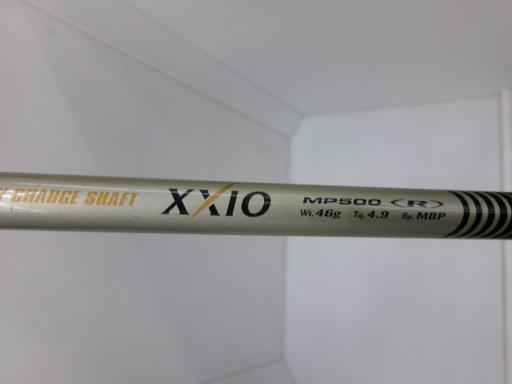 CHARGE SHAFT XXIO MP500 (R)
Wt. 46g Tq. 4.9 Bp. MBP